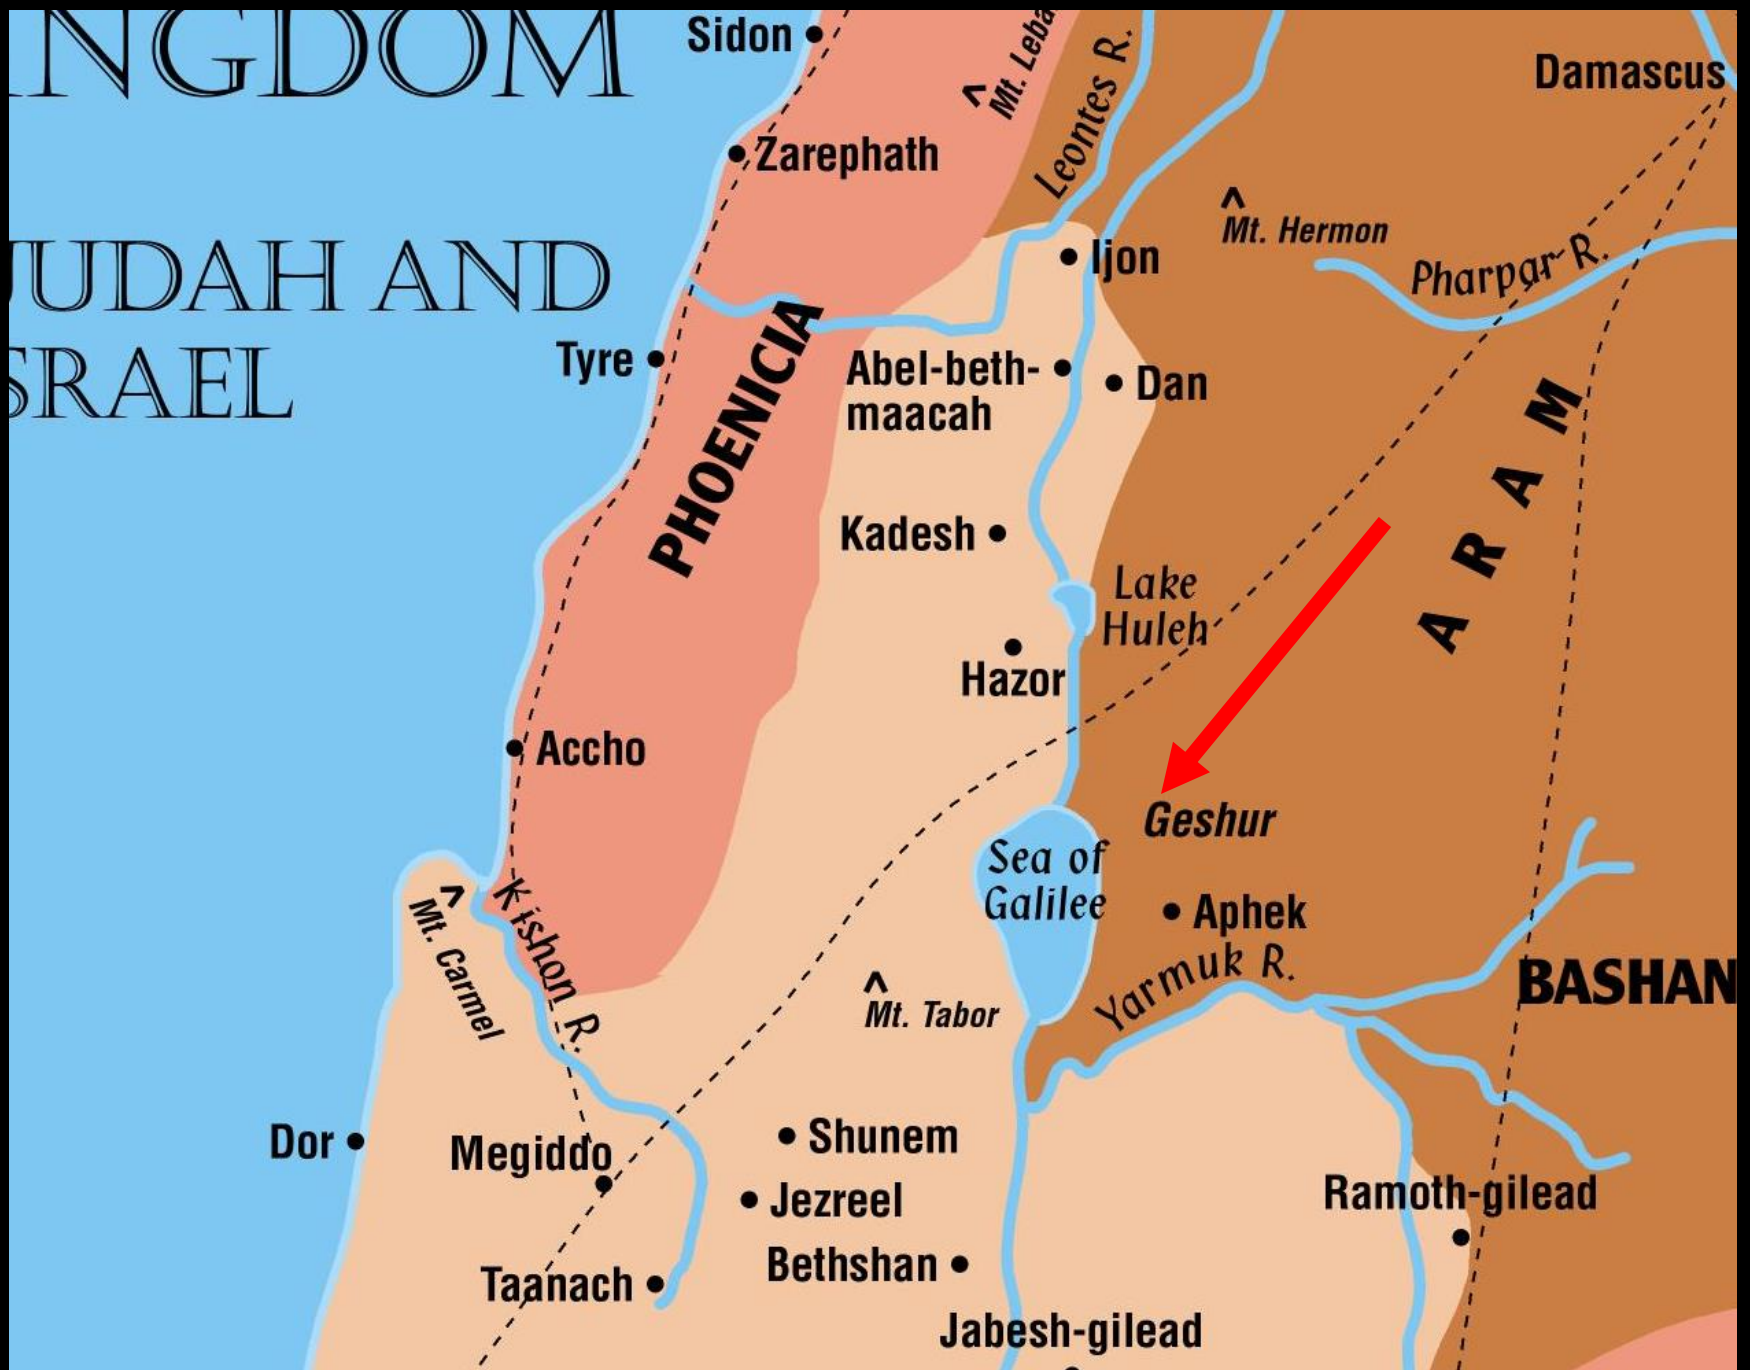 INGDOM
JUDAH AND
SRAEL
Sidon
Mt. Leba
Leontes R.
Damascus
Zarephath
Mt. Hermon
Ijon
Pharpar R.
PHOENICIA
Tyre
Abel-beth-
maacah
Dan
ARAM
Kadesh
Lake
Huleh
Hazor
Accho
Geshur
Sea of
Galilee
Aphek
Mt. Carmel
Kishon R.
Yarmuk R.
BASHAN
Mt. Tabor
Dor
Megiddo
Shunem
Jezreel
Ramoth-gilead
Bethshan
Taanach
Jabesh-gilead